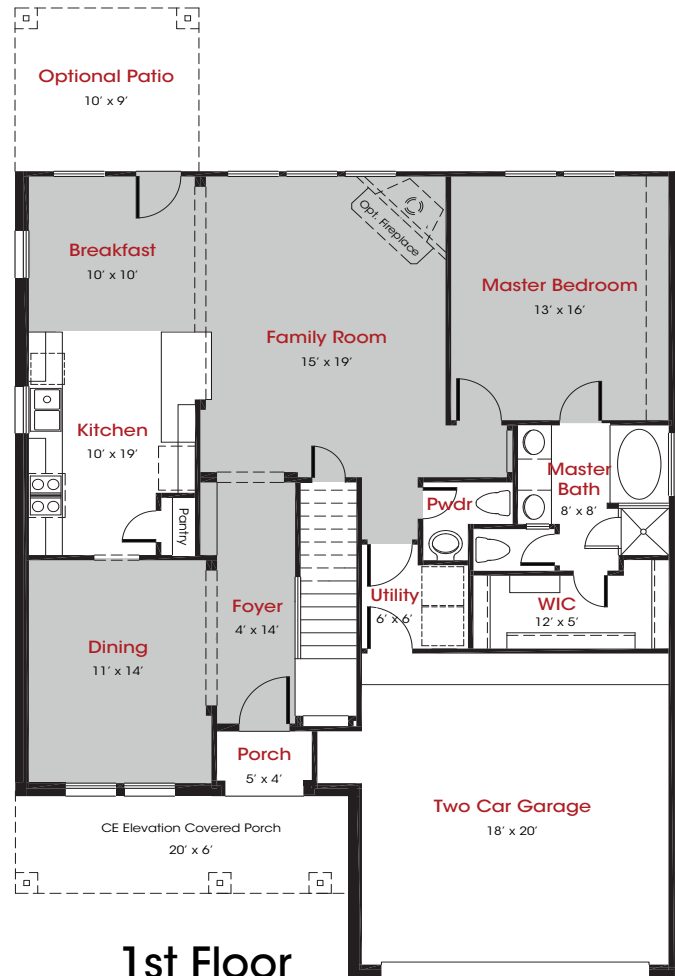 Optional Patio
10’ x 9’
Opt. Fireplace
Breakfast
10’ x 10’
Family Room
15’ x 19’
Master Bedroom
13’ x 16’
Kitchen
10’ x 19’
Pantry
Pwdr
Master
Bath
8’ x 8’
Dining
11’ x 14’
Foyer
4’ x 14’
Utility
6’ x 6’
WIC
12’ x 5’
Porch
5’ x 4’
Two Car Garage
18’ x 20’
CE Elevation Covered Porch
20’ x 6’
1st Floor